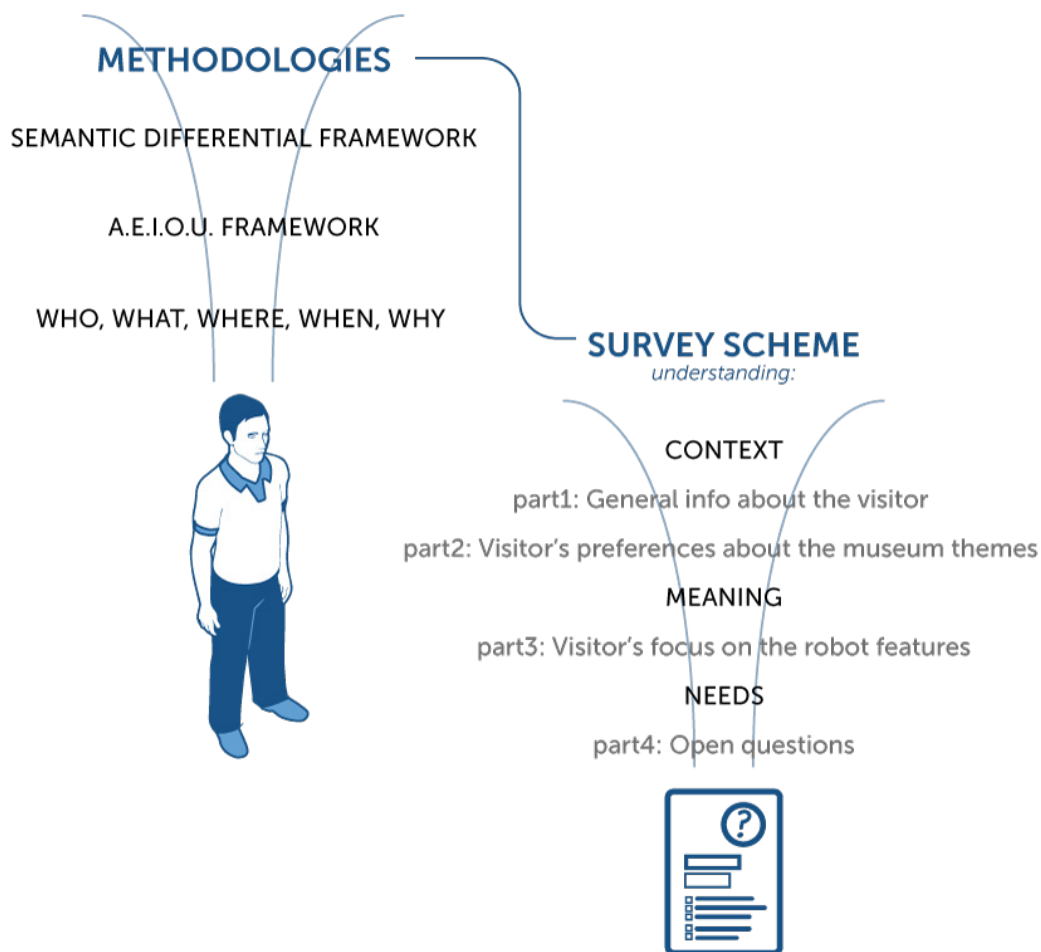 METHODOLOGIES
SEMANTIC DIFFERENTIAL FRAMEWORK
A.E.I.O.U. FRAMEWORK
WHO, WHAT, WHERE, WHEN, WHY
SURVEY SCHEME
understanding:
CONTEXT
part1: General info about the visitor
part2: Visitor's preferences about the museum themes
MEANING
part3: Visitor's focus on the robot features
NEEDS
part4: Open questions
?